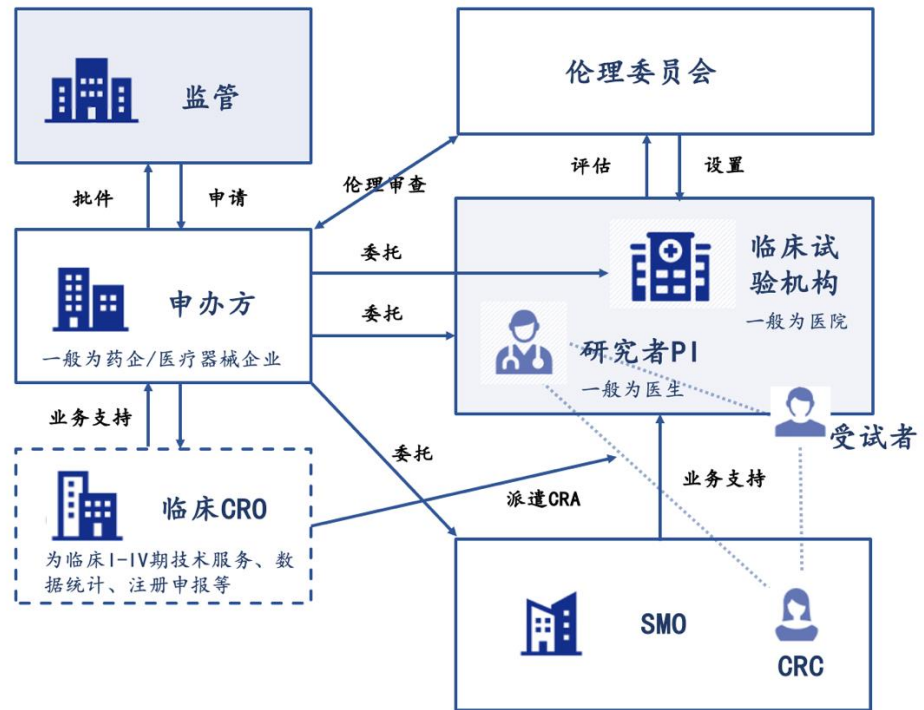 监管
伦理委员会
批件
申请
伦理审查
评估
设置
申办方
一般为药企/医疗器械企业
委托
委托
临床试
验机构
一般为医院
研究者PI
一般为医生
业务支持
委托
受试者
临床CRO
为临床I-IV期技术服务、数
据统计、注册申报等
派遣CRA
业务支持
SMO
CRC